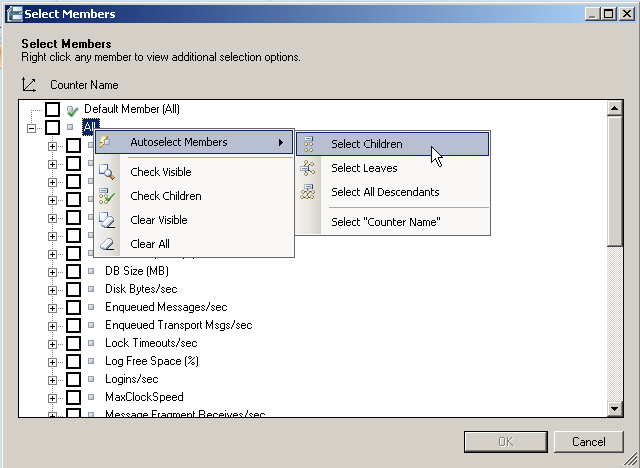 Select Members
Select Members
Right click any member to view additional selection options.
Counter Name
Default Member (All)
All
Autoselect Members
Select Children
Check Visible
Select Leaves
Check Children
Select All Descendants
Clear Visible
Select "Counter Name"
Clear All
DB Size (MB)
Disk Bytes/sec
Enqueued Messages/sec
Enqueued Transport Msgs/sec
Lock Timeouts/sec
Log Free Space (%)
Logins/sec
MaxClockSpeed
Message Fragment Receives/sec
OK
Cancel